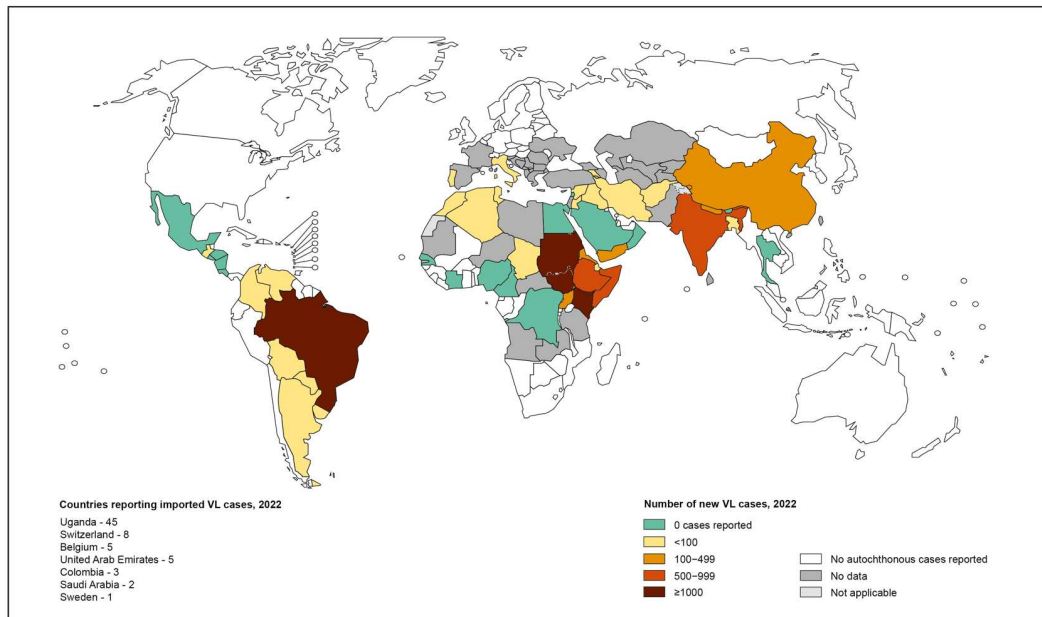 Countries reporting imported VL cases, 2022
Uganda - 45
Switzerland - 8
Belgium - 5
United Arab Emirates - 5
Colombia - 3
Saudi Arabia - 2
Sweden - 1
Number of new VL cases, 2022
0 cases reported
<100
100–499
500–999
≥1000
No autochthonous cases reported
No data
Not applicable